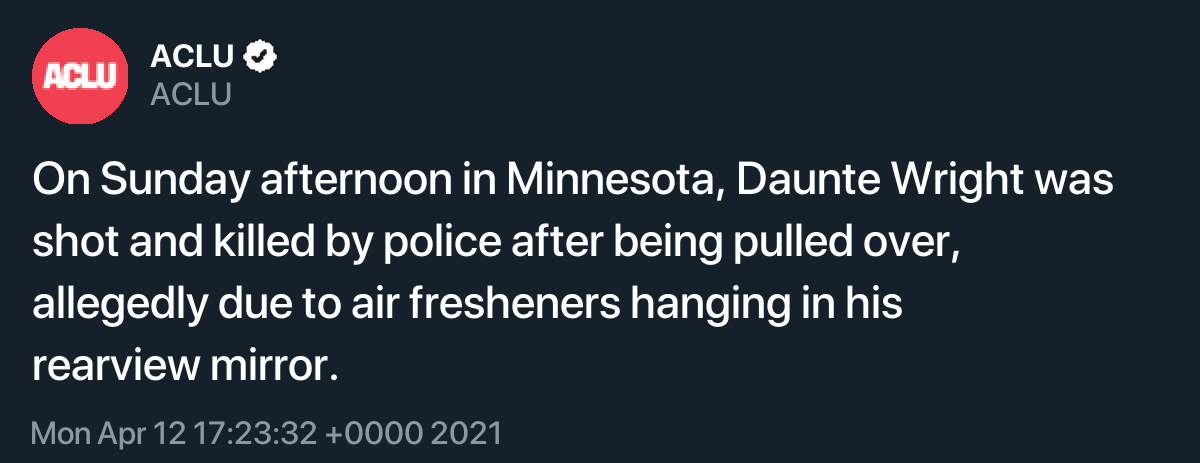 ACLU
ACLU
ACLU
On Sunday afternoon in Minnesota, Daunte Wright was
shot and killed by police after being pulled over,
allegedly due to air fresheners hanging in his
rearview mirror.
Mon Apr 12 17:23:32 +0000 2021